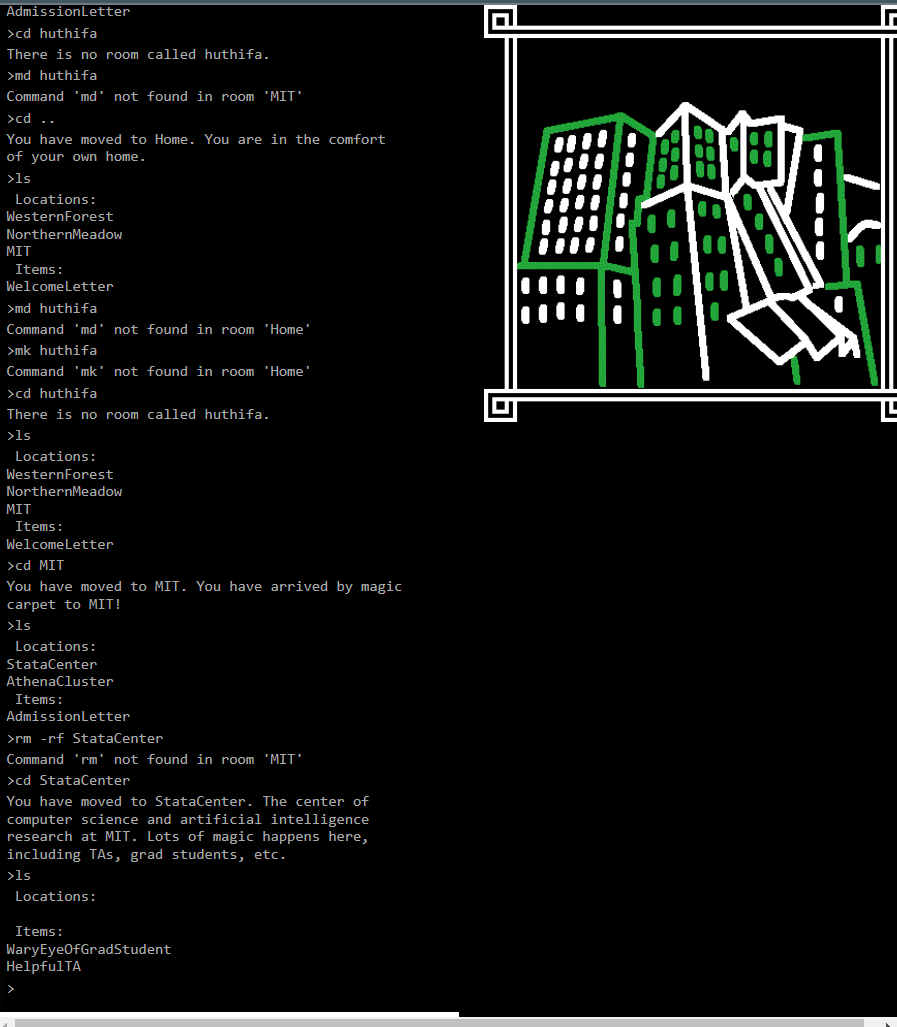 AdmissionLetter
>cd huthifa
There is no room called huthifa.
>md huthifa
Command 'md' not found in room 'MIT'
>cd ..
You have moved to Home. You are in the comfort
of your own home.
>ls
Locations:
WesternForest
NorthernMeadow
MIT
Items:
WelcomeLetter
>md huthifa
Command 'md' not found in room 'Home'
>mk huthifa
Command 'mk' not found in room 'Home'
>cd huthifa
There is no room called huthifa.
>ls
Locations:
WesternForest
NorthernMeadow
MIT
Items:
WelcomeLetter
>cd MIT
You have moved to MIT. You have arrived by magic
carpet to MIT!
>ls
Locations:
StataCenter
AthenaCluster
Items:
AdmissionLetter
>rm -rf StataCenter
Command 'rm' not found in room 'MIT'
>cd StataCenter
You have moved to StataCenter. The center of
computer science and artificial intelligence
research at MIT. Lots of magic happens here,
including TAs, grad students, etc.
>ls
Locations:
Items:
WaryEyeOfGradStudent
HelpfulTA
>